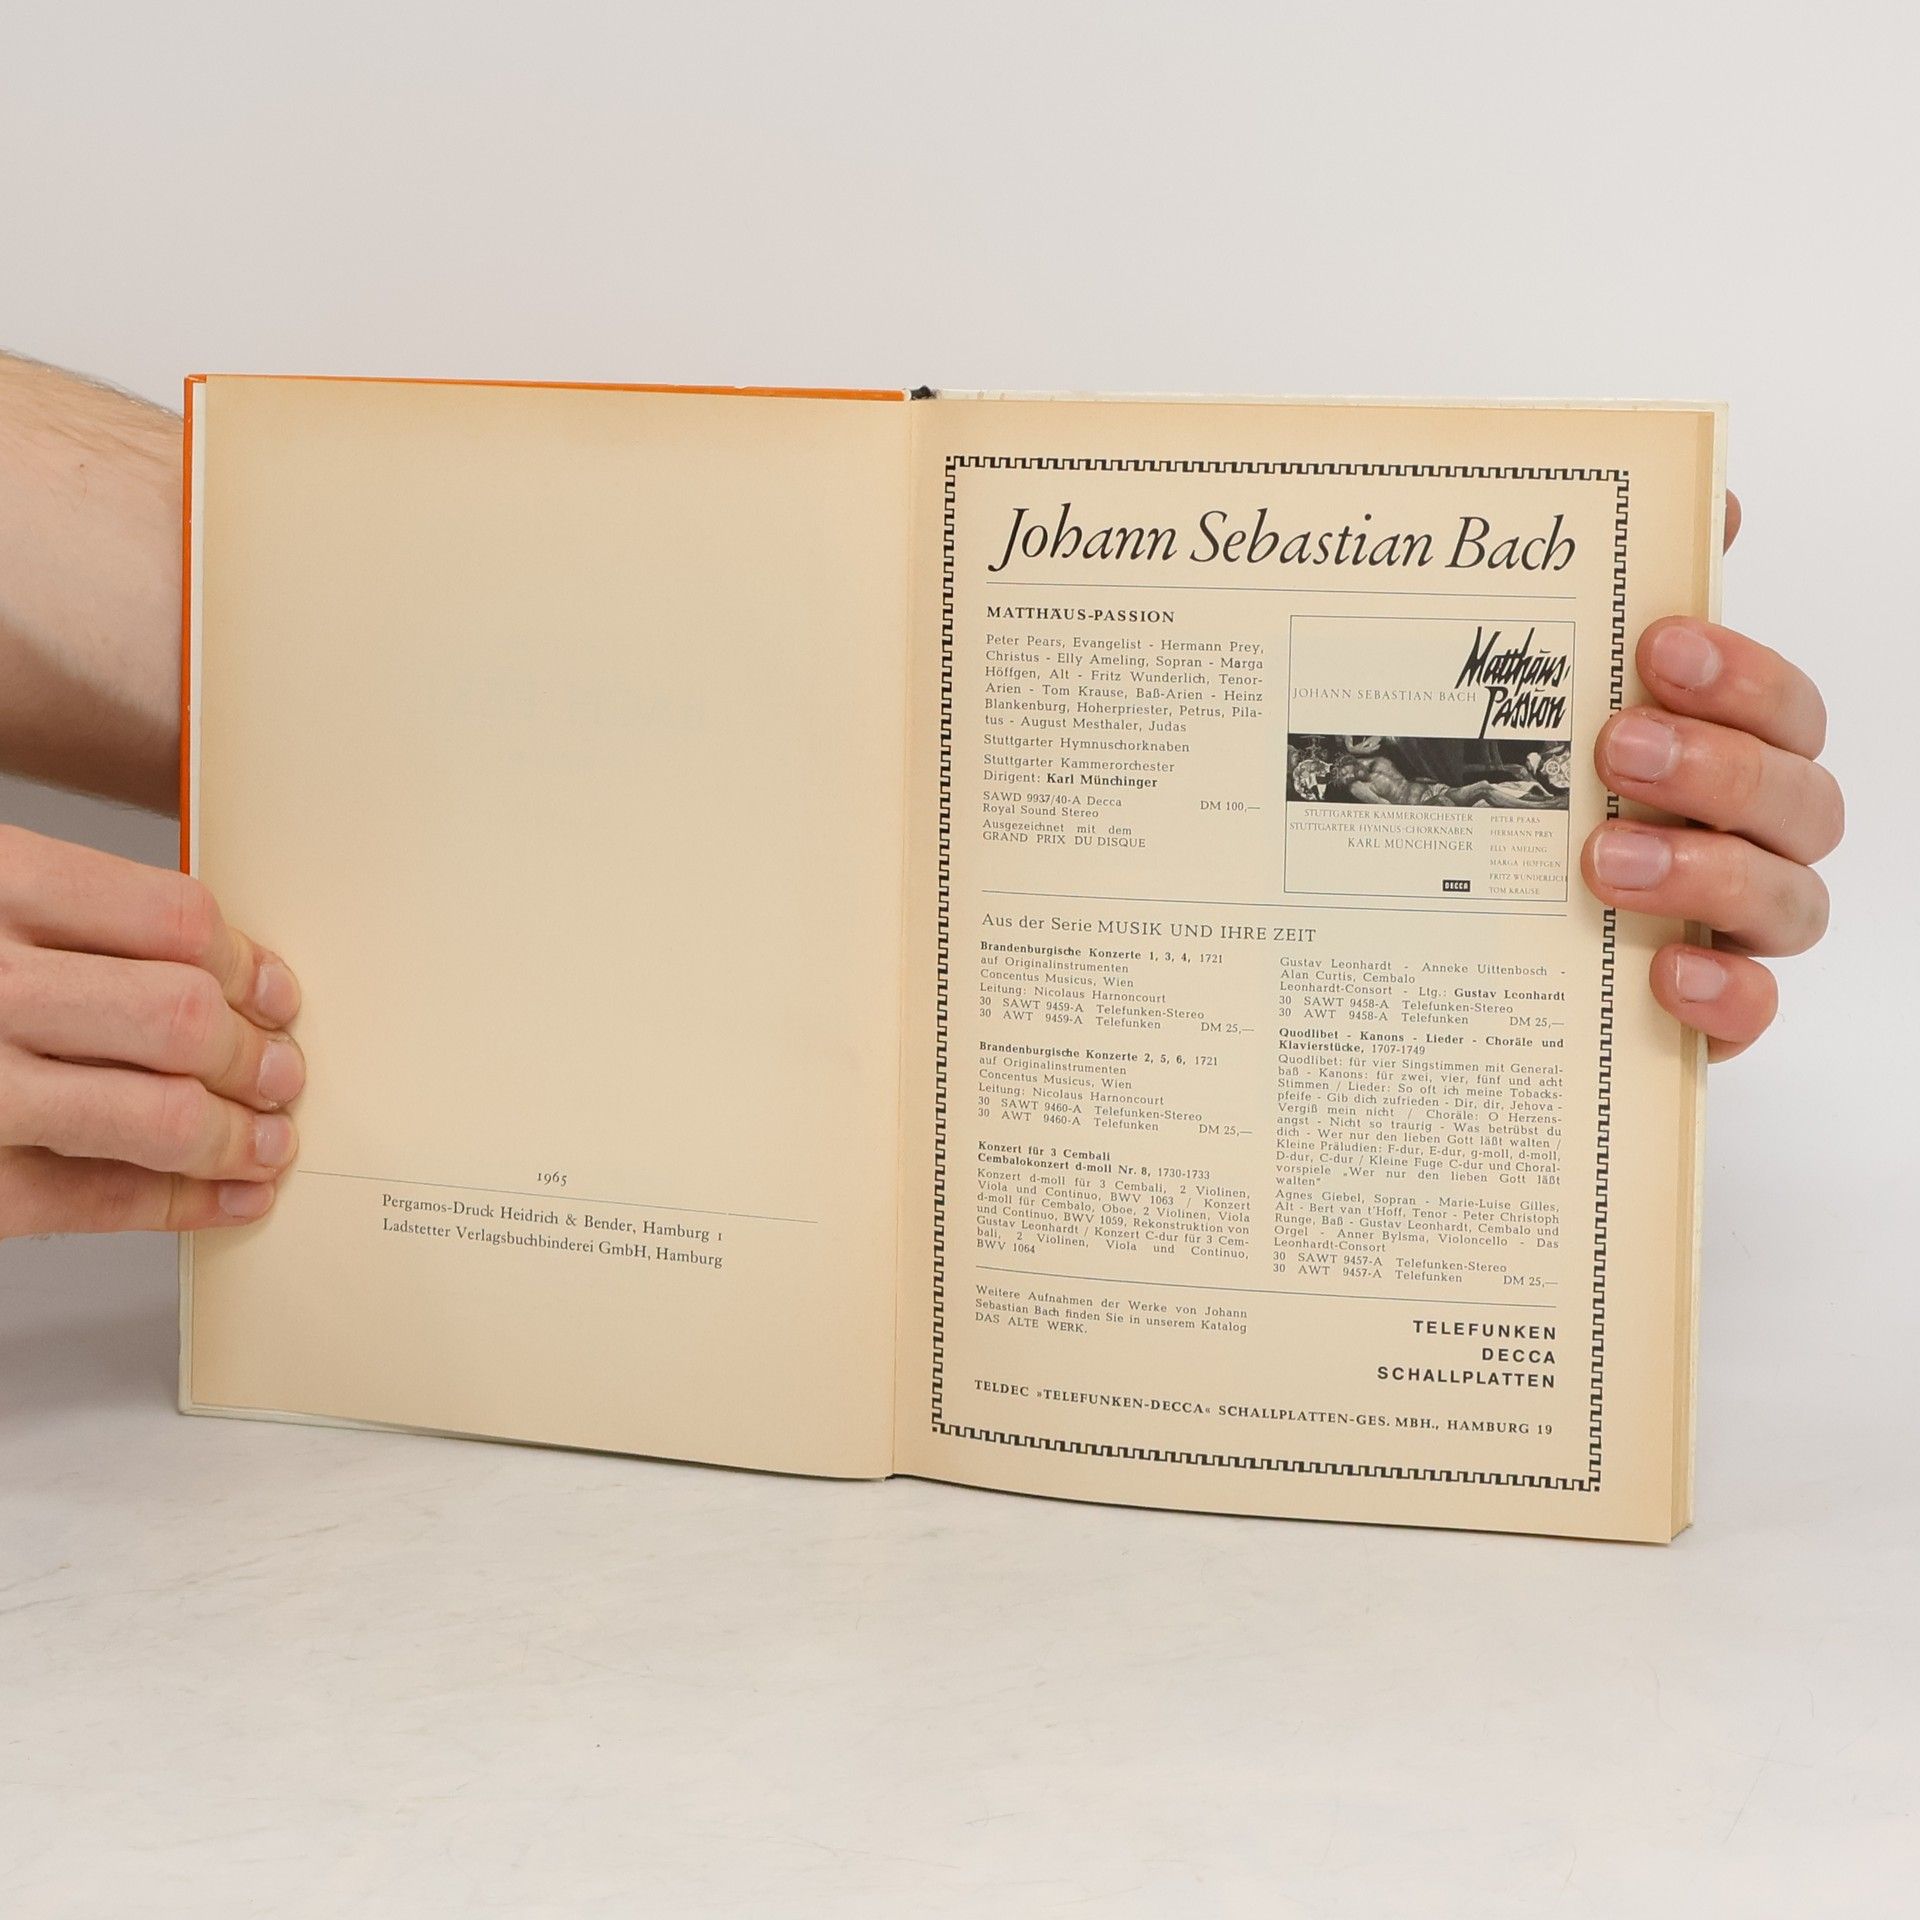 1965
Pergamos-Druck Heidrich & Bender, Hamburg 1
Ladstetter Verlagsbuchbinderei GmbH, Hamburg
Johann Sebastian Bach
MATTHÄUS-PASSION
Peter Pears, Evangelist - Hermann Prey,
Christus - Elly Ameling, Sopran - Marga
Höffgen, Alt - Fritz Wunderlich, Tenor-
Arien - Tom Krause, Baß-Arien - Heinz
Blankenburg, Hoherpriester, Petrus, Pila-
tus - August Mesthaler, Judas
Stuttgarter Hymnuschorknaben
Stuttgarter Kammerorchester
Dirigent: Karl Münchinger
SAWD 9937/40-A Decca DM 100,—
Royal Sound Stereo
Ausgezeichnet mit dem
GRAND PRIX DU DISQUE
Matthäus-
JOHANN SEBASTIAN BACH Passion
STUTTGARTER KAMMERORCHESTER
STUTTGARTER HYMNUS-CHORKNABEN
KARL MÜNCHINGER
PETER PEARS
HERMANN PREY
ELLY AMELING
MARGA HÖFFGEN
FRITZ WUNDERLICH
TOM KRAUSE
DECCA
Aus der Serie MUSIK UND IHRE ZEIT
Brandenburgische Konzerte 1, 3, 4, 1721
auf Originalinstrumenten
Concentus Musicus, Wien
Leitung: Nicolaus Harnoncourt
30 SAWT 9459-A Telefunken-Stereo
30 AWT 9459-A Telefunken DM 25,—
Brandenburgische Konzerte 2, 5, 6, 1721
auf Originalinstrumenten
Concentus Musicus, Wien
Leitung: Nicolaus Harnoncourt
30 SAWT 9460-A Telefunken-Stereo
30 AWT 9460-A Telefunken DM 25,—
Konzert für 3 Cembali
Cembalokonzert d-moll Nr. 8, 1730-1733
Konzert d-moll für 3 Cembali, 2 Violinen,
Viola und Continuo, BWV 1063 / Konzert
d-moll für Cembalo, Oboe, 2 Violinen, Viola
und Continuo, BWV 1059, Rekonstruktion von
Gustav Leonhardt / Konzert C-dur für 3 Cem-
bali, 2 Violinen, Viola und Continuo,
BWV 1064
Gustav Leonhardt - Anneke Uittenbosch -
Alan Curtis, Cembalo
Leonhardt-Consort - Ltg.: Gustav Leonhardt
30 SAWT 9458-A Telefunken-Stereo
30 AWT 9458-A Telefunken DM 25,—
Quodlibet - Kanons - Lieder - Choräle und
Klavierstücke, 1707-1749
Quodlibet: für vier Singstimmen mit General-
baß - Kanons: für zwei, vier, fünf und acht
Stimmen / Lieder: So oft ich meine Tobacks-
pfeife - Gib dich zufrieden - Dir, dir, Jehova -
Vergiß mein nicht / Choräle: O Herzens-
angst - Nicht so traurig - Was betrübst du
dich - Wer nur den lieben Gott läßt walten /
Kleine Präludien: F-dur, E-dur, g-moll, d-moll,
D-dur, C-dur / Kleine Fuge C-dur und Choral-
vorspiele „Wer nur den lieben Gott läßt
walten“
Agnes Giebel, Sopran - Marie-Luise Gilles,
Alt - Bert van t'Hoff, Tenor - Peter Christoph
Runge, Baß - Gustav Leonhardt, Cembalo und
Orgel - Anner Bylsma, Violoncello - Das
Leonhardt-Consort
30 SAWT 9457-A Telefunken-Stereo
30 AWT 9457-A Telefunken DM 25,—
Weitere Aufnahmen der Werke von Johann
Sebastian Bach finden Sie in unserem Katalog
DAS ALTE WERK.
TELEFUNKEN
DECCA
SCHALLPLATTEN
TELDEC »TELEFUNKEN-DECCA« SCHALLPLATTEN-GES. MBH., HAMBURG 19